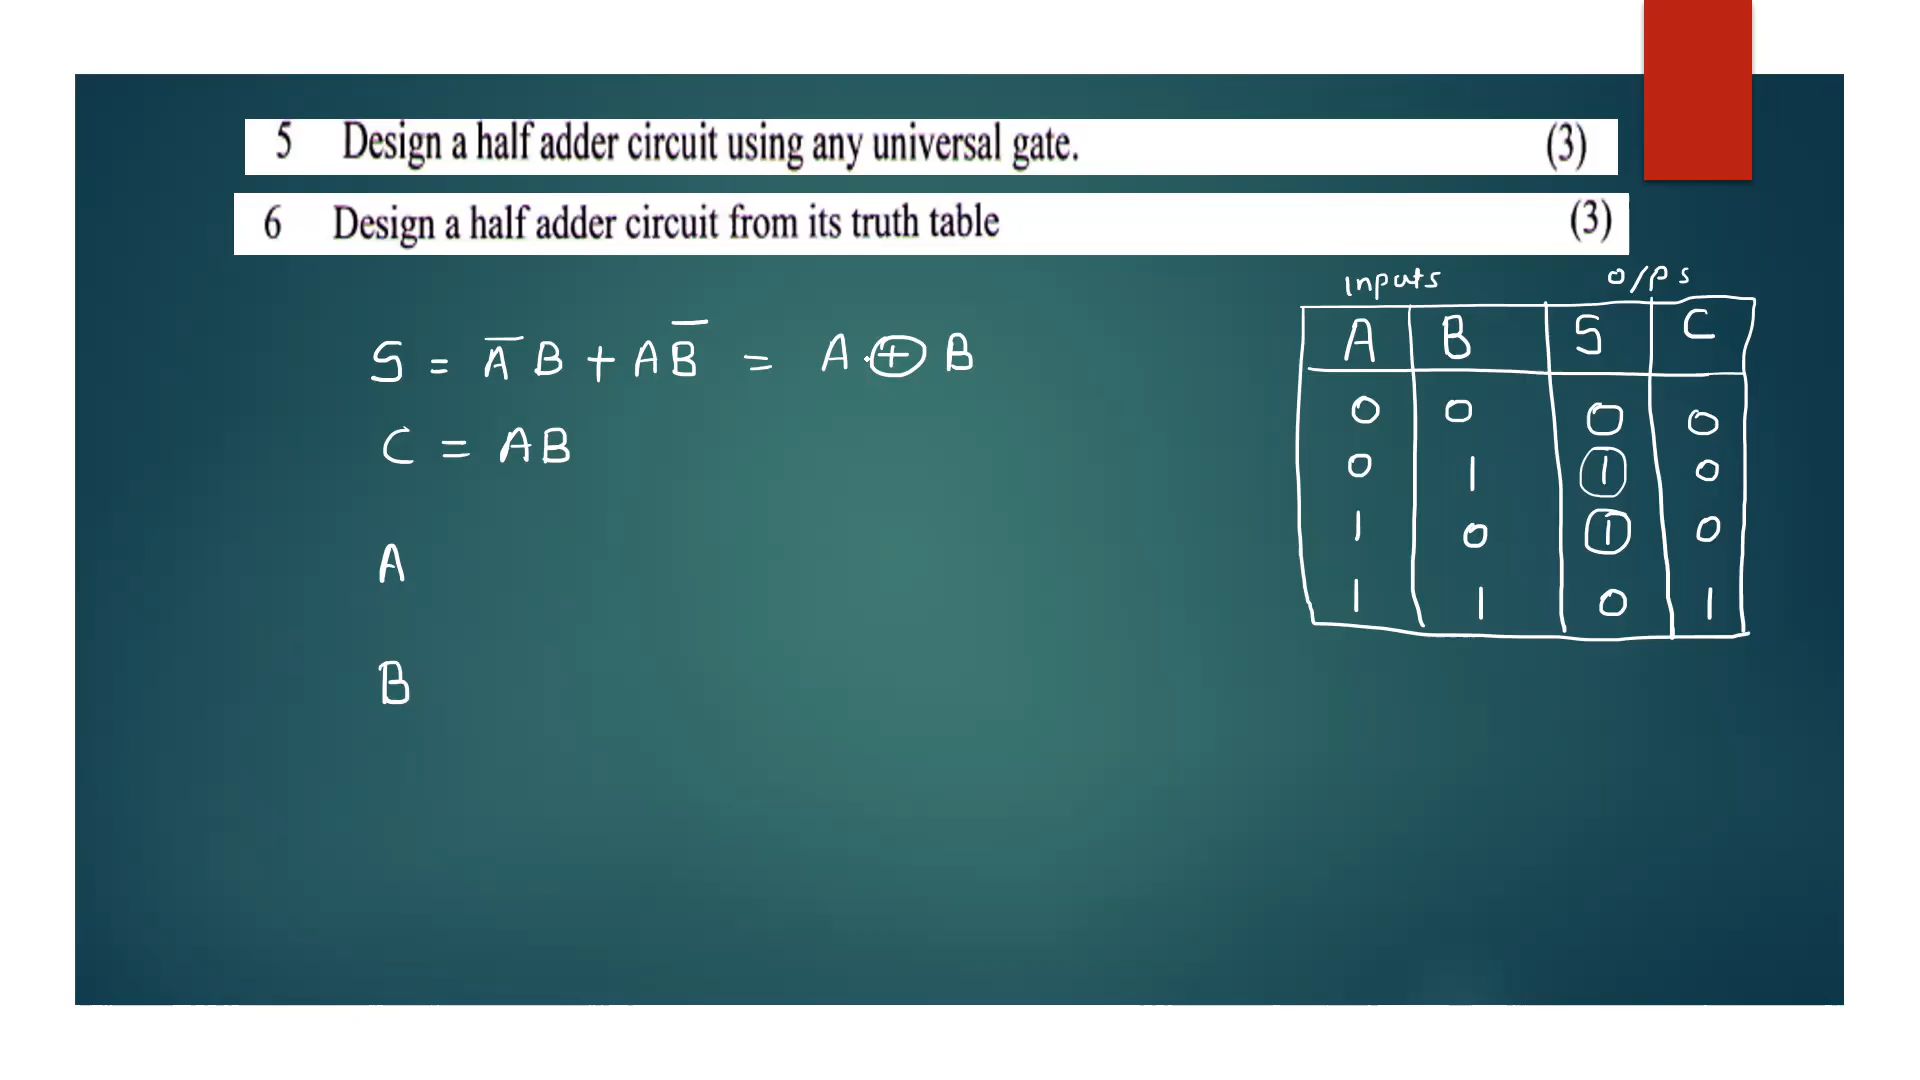 5 Design a half adder circuit using any universal gate. (3)
6 Design a half adder circuit from its truth table (3)
S = A̅ B + A B̅ = A ⊕ B
C = AB
A
B
inputs o/ps
A B S C
0 0 0 0
0 1 1 0
1 0 1 0
1 1 0 1